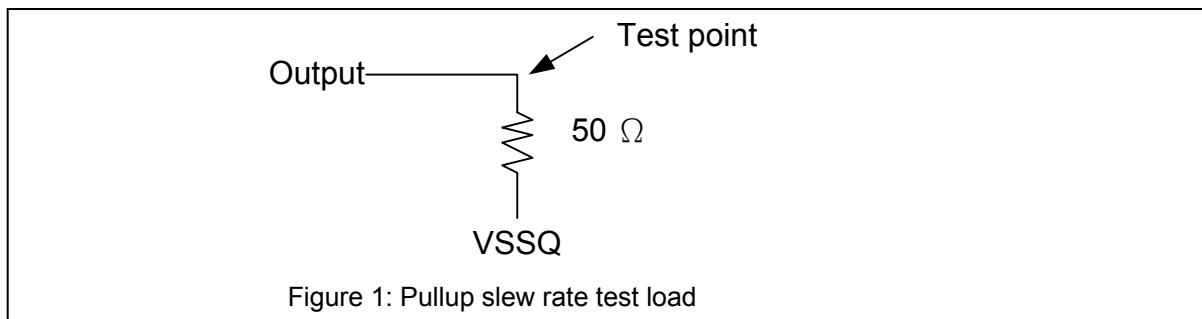 Test point
Output
50 Ω
VSSQ
Figure 1: Pullup slew rate test load